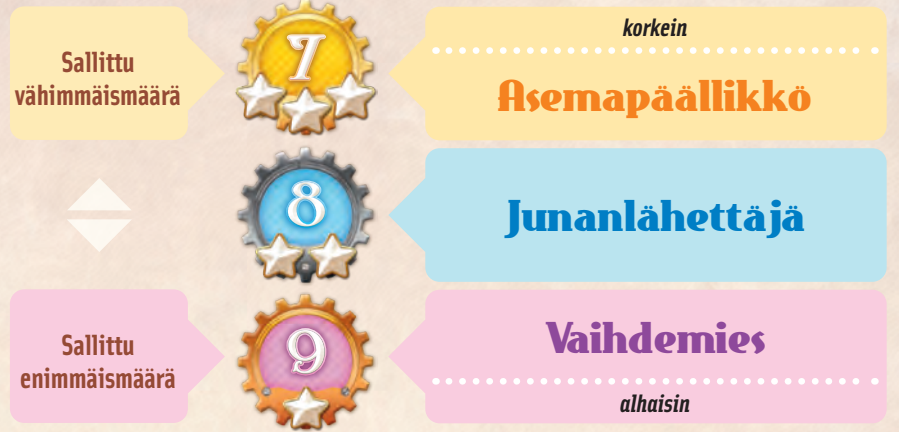 Sallittu
vähimmäismäärä
7
korkein
Asemapäällikkö
8
Junanlähettäjä
Sallittu
enimmäismäärä
9
Vaihdemies
alhaisin